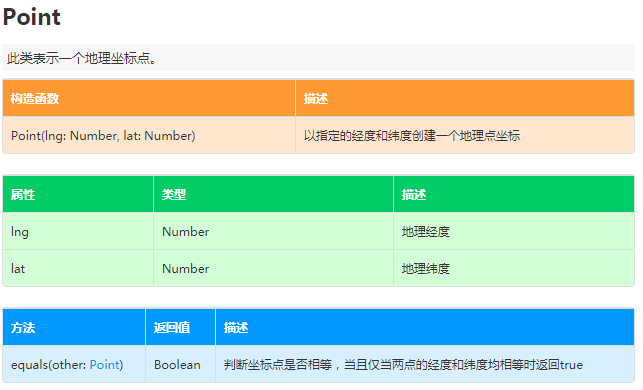 Point
此类表示一个地理坐标点。
构造函数 描述
Point(lng: Number, lat: Number) 以指定的经度和纬度创建一个地理点坐标
属性 类型 描述
lng Number 地理经度
lat Number 地理纬度
方法 返回值 描述
equals(other: Point) Boolean 判断坐标点是否相等，当且仅当两点的经度和纬度均相等时返回true